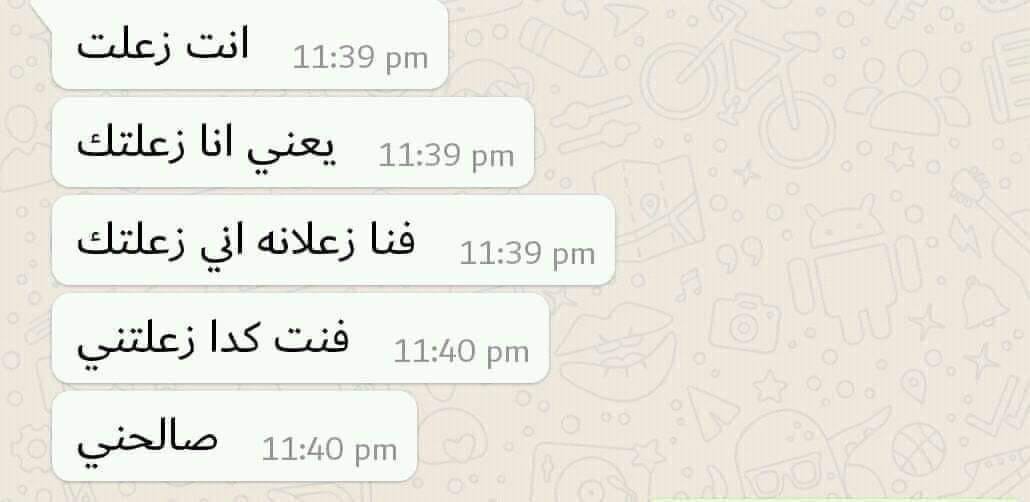 انت زعلت 11:39 pm
يعني انا زعلتك 11:39 pm
فنا زعلانه اني زعلتك 11:39 pm
فنت كدا زعلتني 11:40 pm
صالحني 11:40 pm